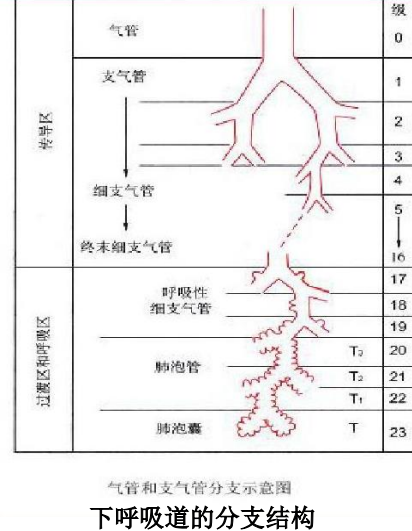 级
气管
0
支气管
1
2
3
4
细支气管
5
终末细支气管
16
传导区
17
呼吸性
细支气管
18
19
肺泡管
T₃
20
T₂
21
T₁
22
肺泡囊
T
23
过渡区和呼吸区
气管和支气管分支示意图
下呼吸道的分支结构